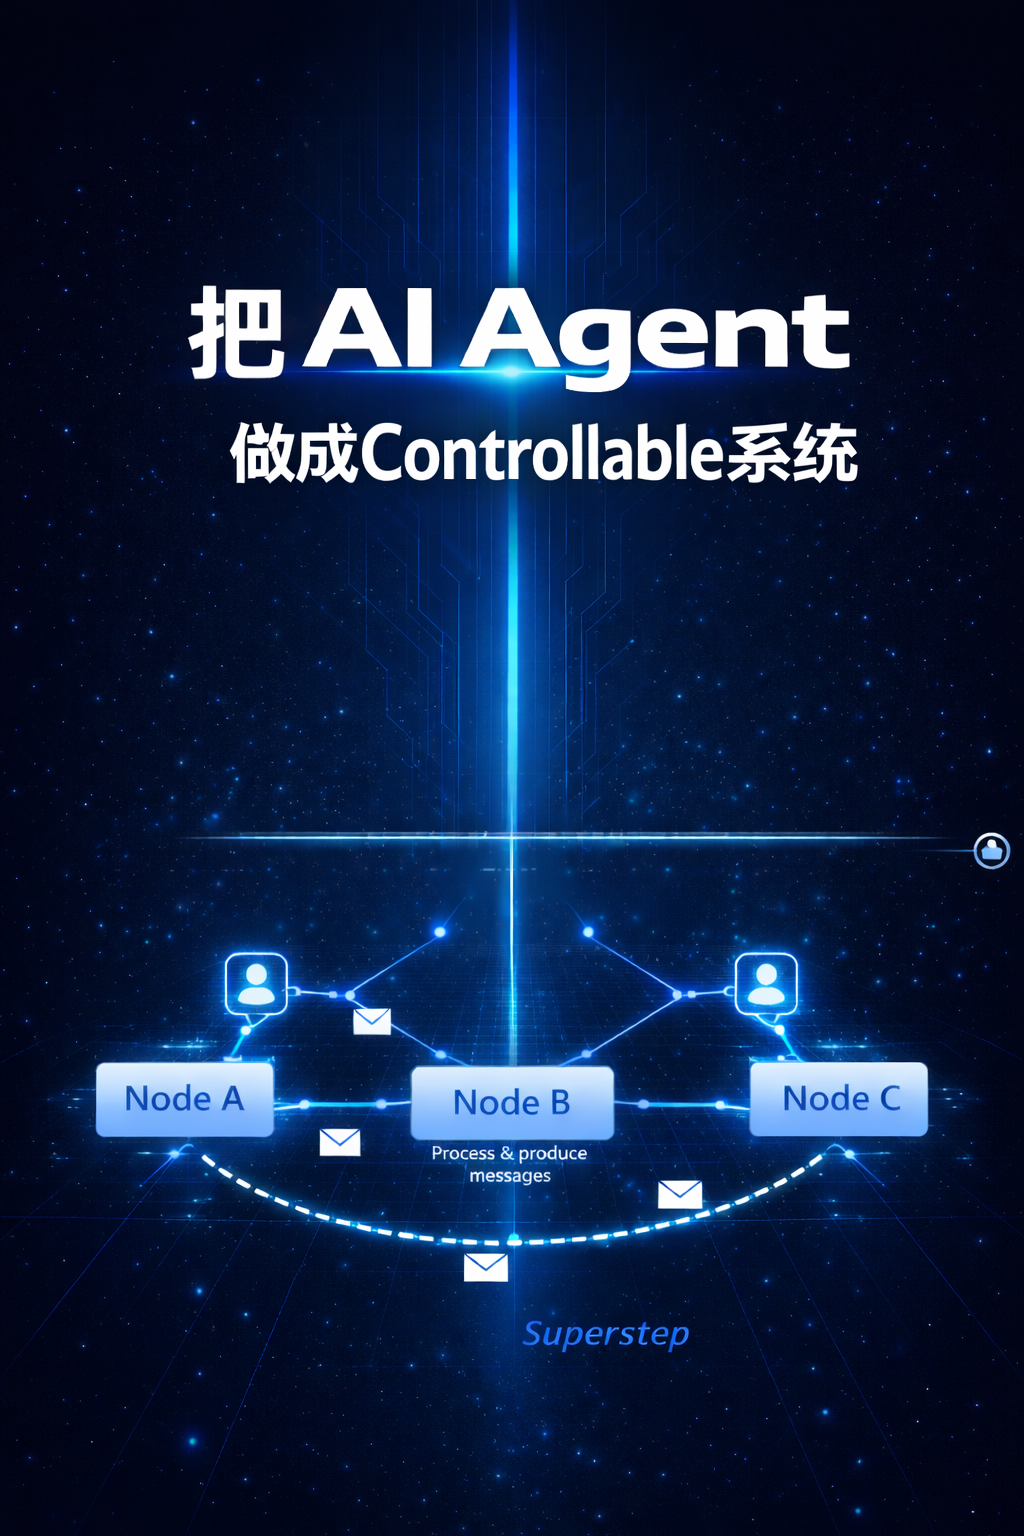 把 AI Agent
做成Controllable系统
Node A
Node B
Node C
Process & produce
messages
Superstep